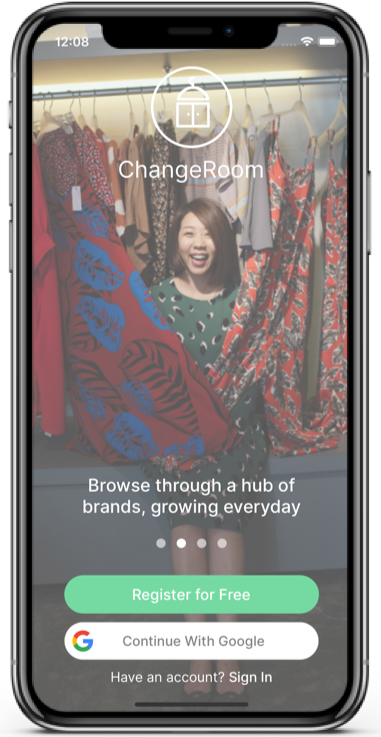 12:08
ChangeRoom
Browse through a hub of
brands, growing everyday
Register for Free
Continue With Google
Have an account? Sign In